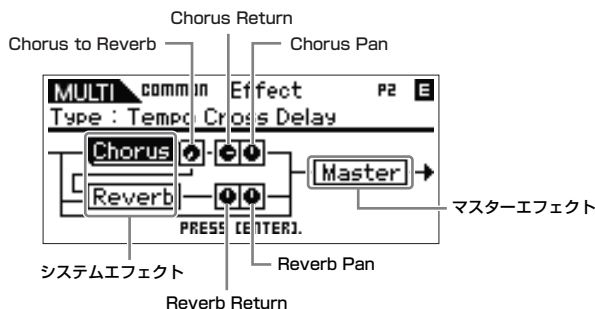 Chorus Return
Chorus to Reverb
Chorus Pan
MULTI common Effect P2 E
Type : Tempo Cross Delay
Chorus
Master
Reverb
PRESS [ENTER].
マスターエフェクト
システムエフェクト
Reverb Pan
Reverb Return